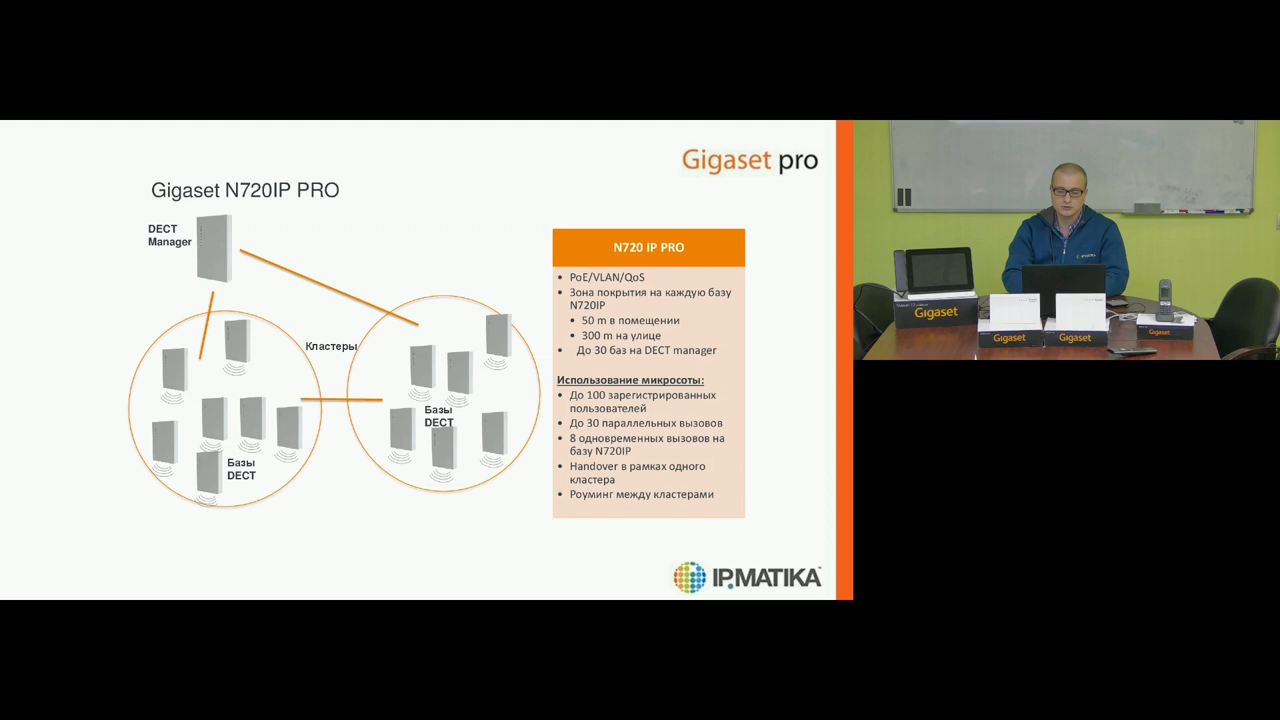 Gigaset pro
Gigaset N720IP PRO
DECT
Manager
Кластеры
Базы
DECT
Базы
DECT
N720 IP PRO
• PoE/VLAN/QoS
• Зона покрытия на каждую базу
N720IP
• 50 m в помещении
• 300 m на улице
• До 30 баз на DECT manager
Использование микросоты:
• До 100 зарегистрированных
пользователей
• До 30 параллельных вызовов
• 8 одновременных вызовов на
базу N720IP
• Handover в рамках одного
кластера
• Роуминг между кластерами
IP.MATIKA
IPMATIKA
Gigaset
Gigaset
Gigaset
Gigaset